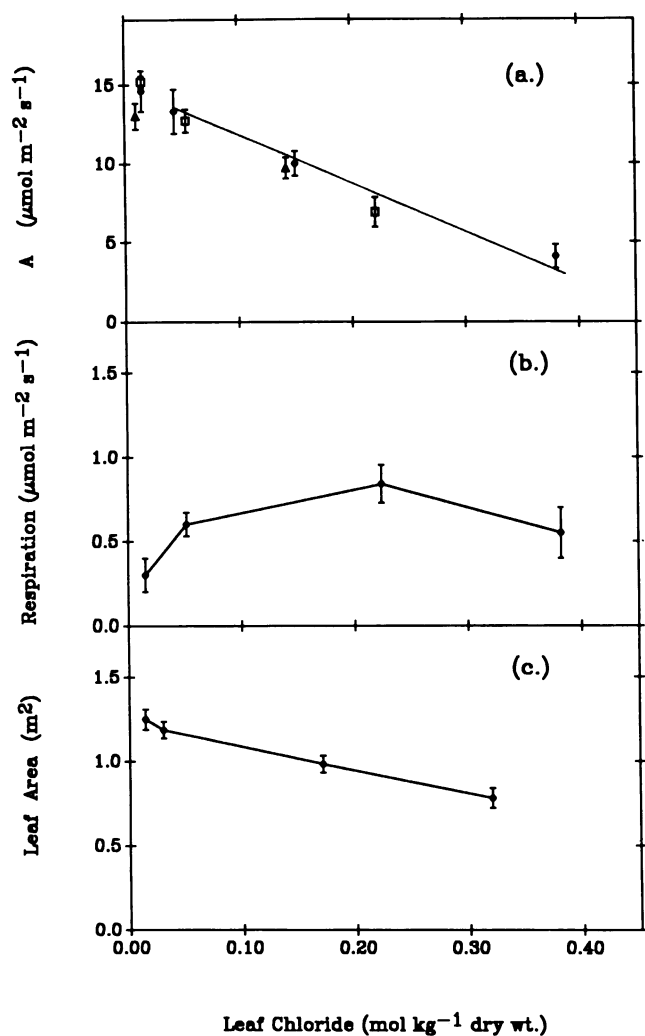 (a.)
15
10
5
0
A (μmol m−2 s−1)
(b.)
1.5
1.0
0.5
0.0
Respiration (μmol m−2 s−1)
(c.)
1.5
1.0
0.5
0.0
Leaf Area (m2)
0.00 0.10 0.20 0.30 0.40
Leaf Chloride (mol kg−1 dry wt.)